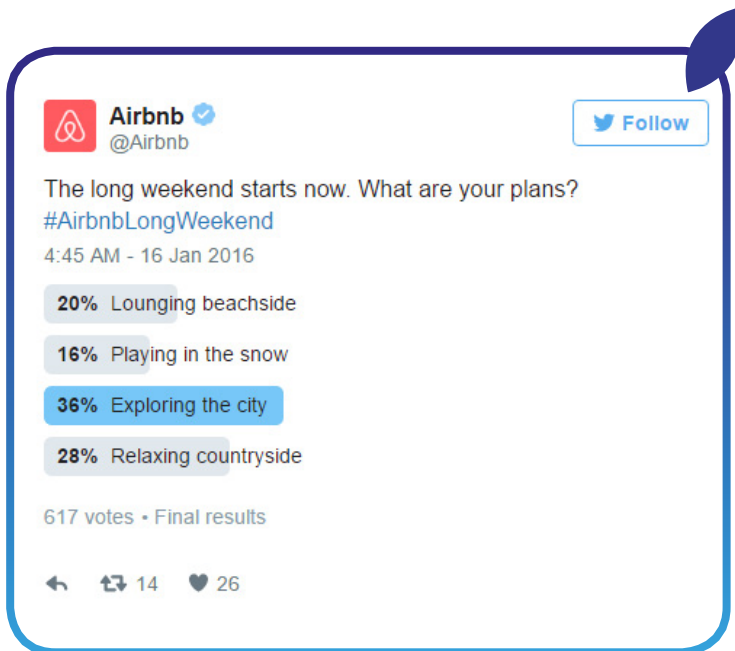 Airbnb
@Airbnb
Follow
The long weekend starts now. What are your plans?
#AirbnbLongWeekend
4:45 AM - 16 Jan 2016
20% Lounging beachside
16% Playing in the snow
36% Exploring the city
28% Relaxing countryside
617 votes • Final results
14 26